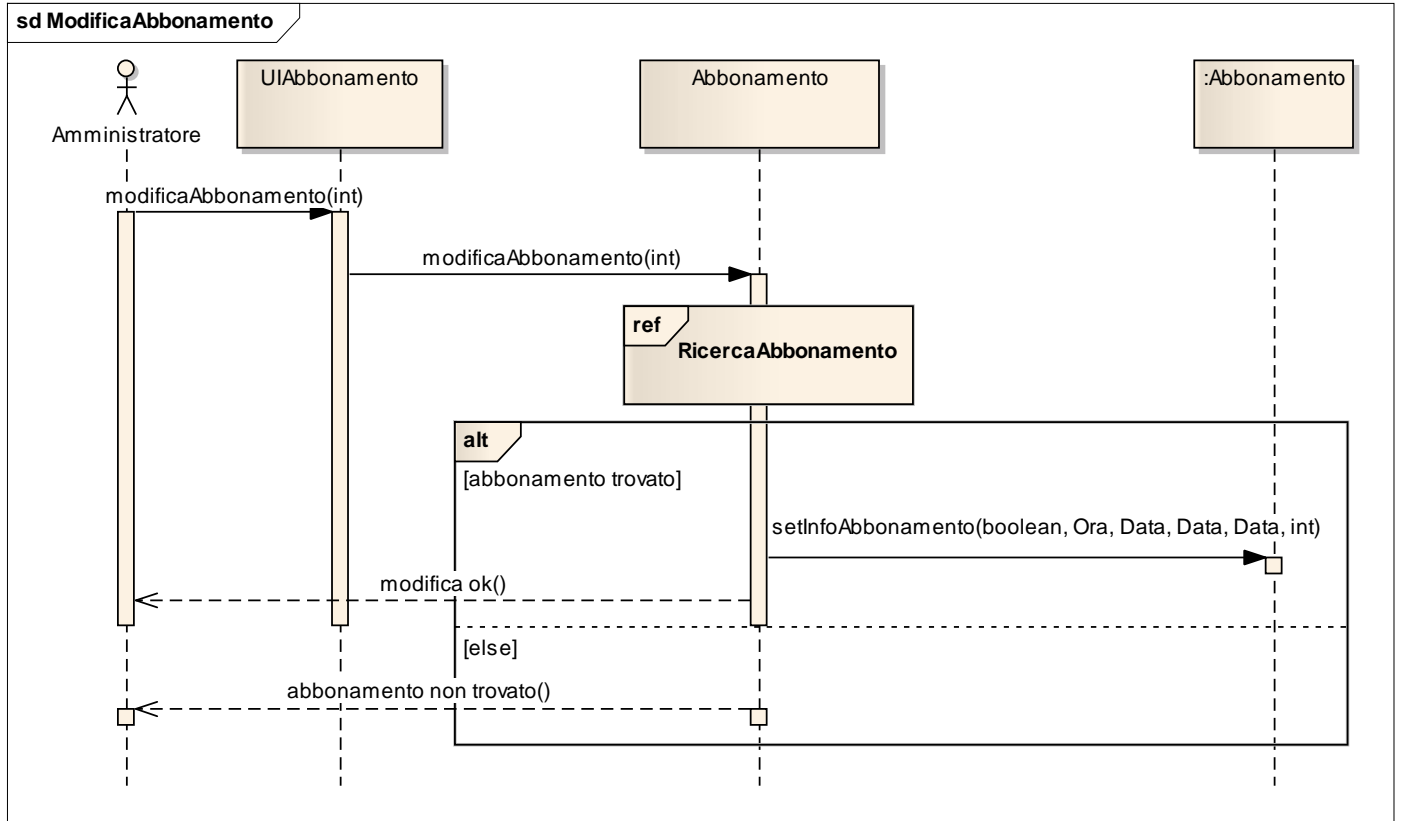 sd ModificaAbbonamento
Amministratore
UIAbbonamento
Abbonamento
:Abbonamento
modificaAbbonamento(int)
modificaAbbonamento(int)
ref
RicercaAbbonamento
alt
[abbonamento trovato]
setInfoAbbonamento(boolean, Ora, Data, Data, Data, int)
modifica ok()
[else]
abbonamento non trovato()